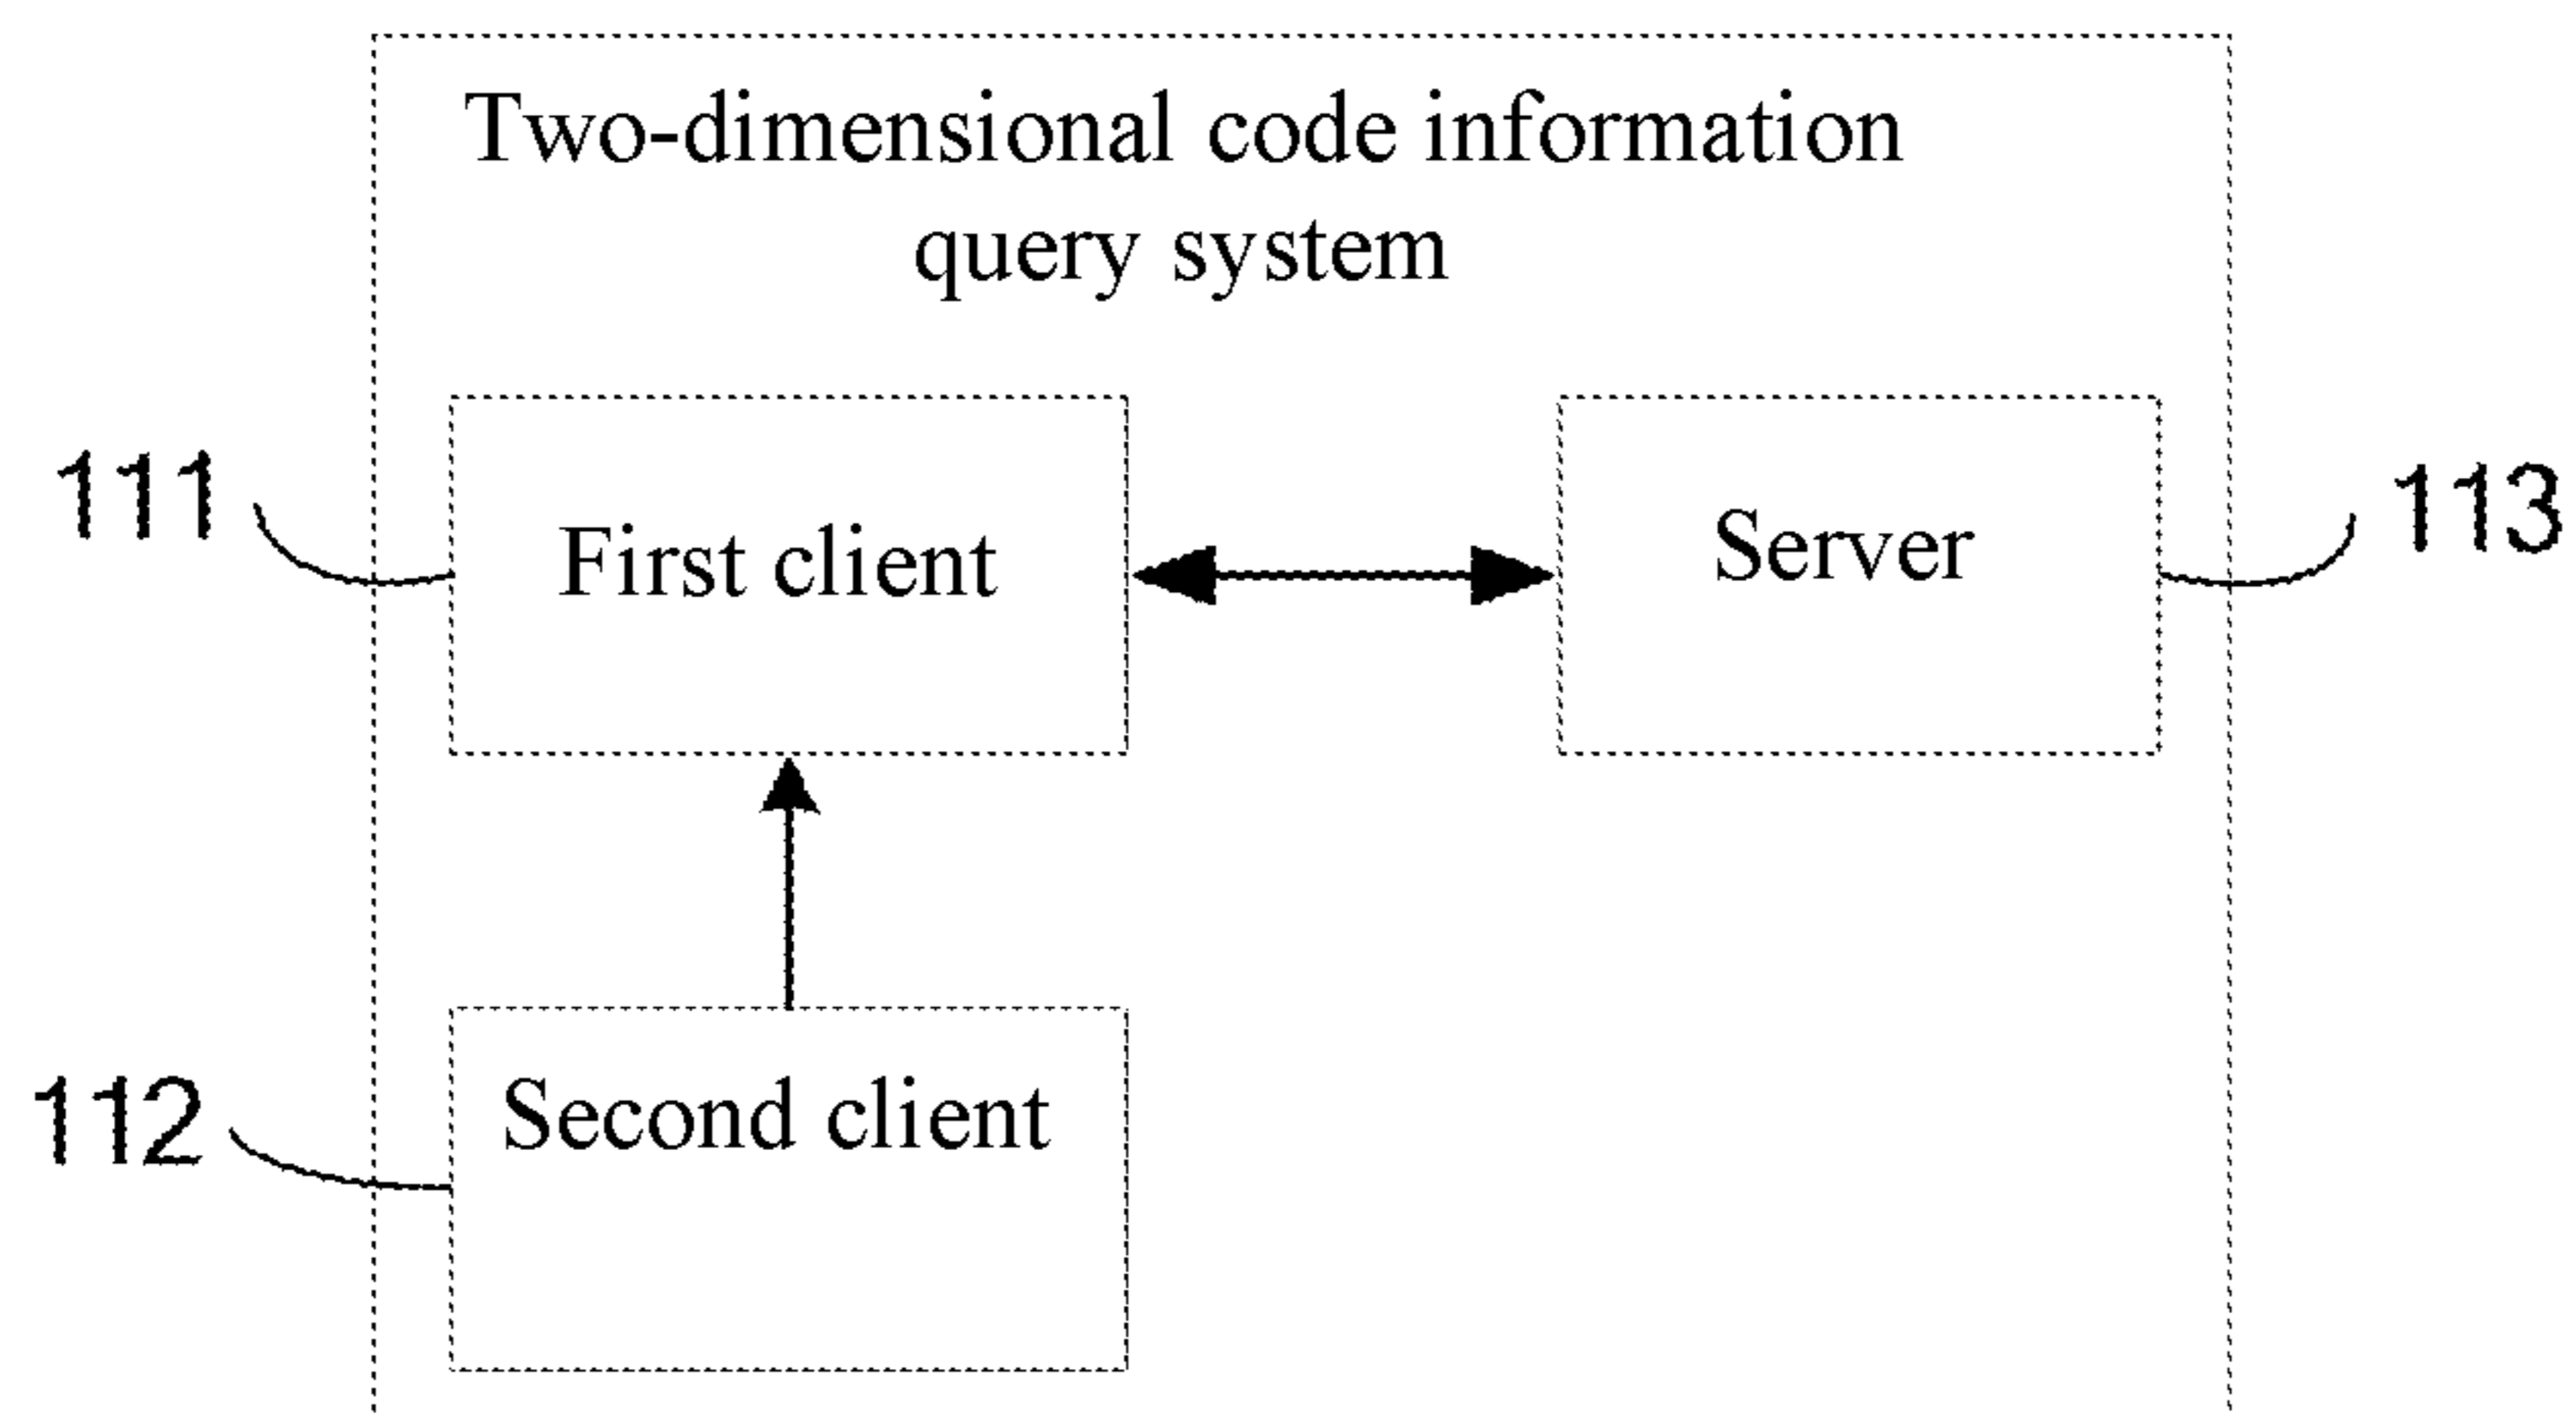 Two-dimensional code information
query system
111
First client
Server
113
112
Second client